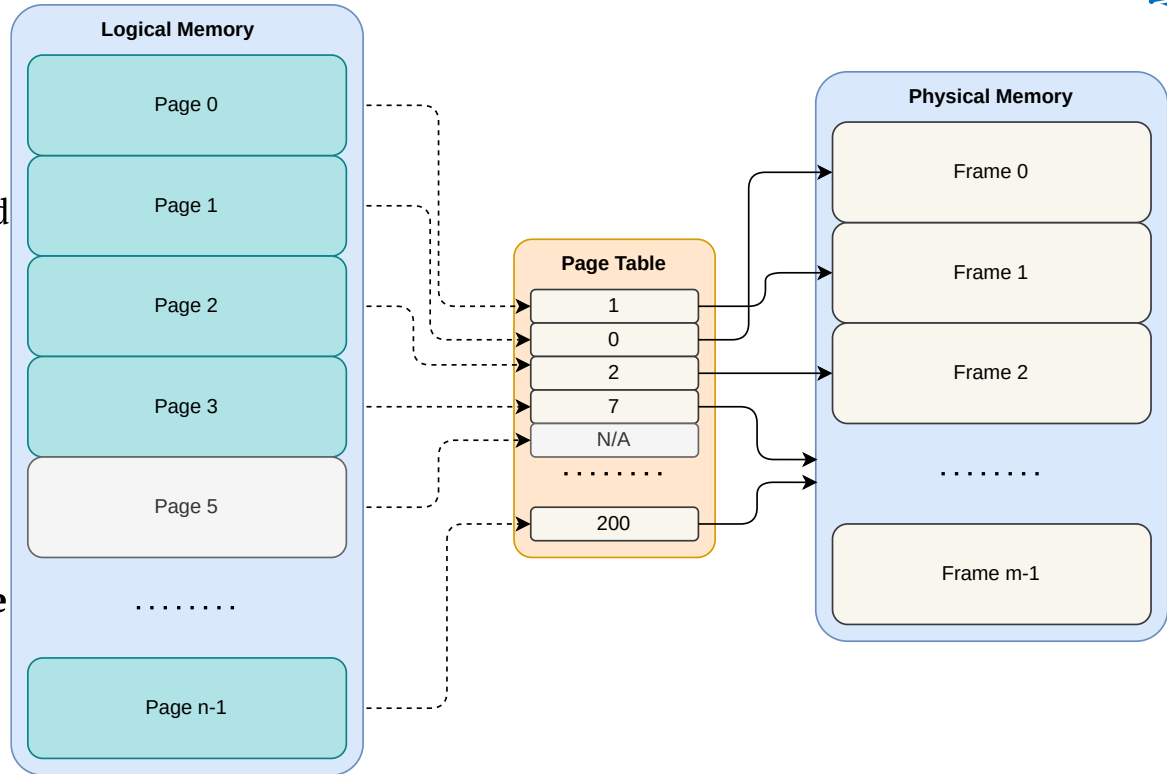 Logical Memory
Page 0
Page 1
Page 2
Page 3
Page 5
........
Page n-1
d
e
Page Table
1
0
2
7
N/A
........
200
Physical Memory
Frame 0
Frame 1
Frame 2
........
Frame m-1